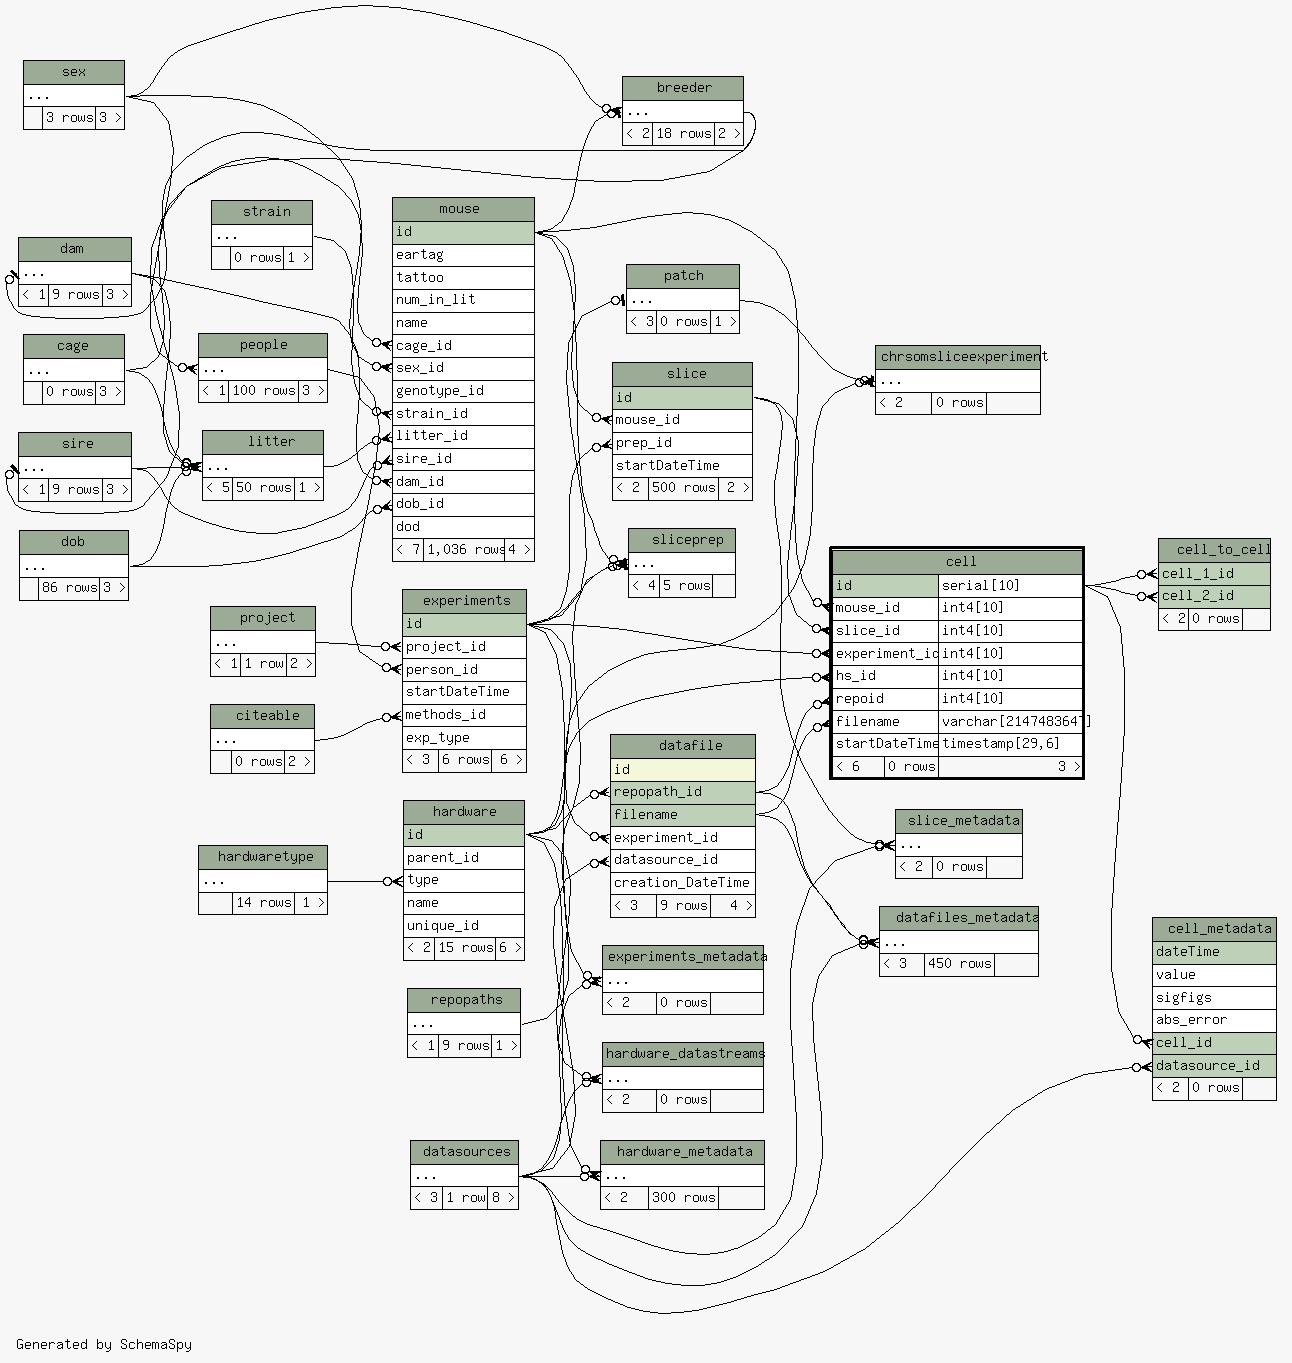 sex
...
3 rows 3 >
breeder
...
< 2 18 rows 2 >
strain
...
0 rows 1 >
mouse
id
eartag
tattoo
num_in_lit
name
cage_id
sex_id
genotype_id
strain_id
litter_id
sire_id
dam_id
dob_id
dod
< 7 1,036 rows 4 >
dam
...
< 1 9 rows 3 >
patch
...
< 3 0 rows 1 >
cage
...
0 rows 3 >
people
...
< 1 100 rows 3 >
chrsomsliceexperiment
...
< 2 0 rows
slice
id
mouse_id
prep_id
startDateTime
< 2 500 rows 2 >
sire
...
< 1 9 rows 3 >
litter
...
< 5 50 rows 1 >
dob
...
86 rows 3 >
sliceprep
...
< 4 5 rows
cell
id serial[10]
mouse_id int4[10]
slice_id int4[10]
experiment_id int4[10]
hs_id int4[10]
repoid int4[10]
filename varchar[2147483647]
startDateTime timestamp[29,6]
< 6 0 rows 3 >
cell_to_cell
cell_1_id
cell_2_id
< 2 0 rows
experiments
id
project_id
person_id
startDateTime
methods_id
exp_type
< 3 6 rows 6 >
project
...
< 1 1 row 2 >
citeable
...
0 rows 2 >
datafile
id
repopath_id
filename
experiment_id
datasource_id
creation_DateTime
< 3 9 rows 4 >
hardware
id
parent_id
type
name
unique_id
< 2 15 rows 6 >
hardwaretype
...
14 rows 1 >
slice_metadata
...
< 2 0 rows
datafiles_metadata
...
< 3 450 rows
cell_metadata
dateTime
value
sigfigs
abs_error
cell_id
datasource_id
< 2 0 rows
experiments_metadata
...
< 2 0 rows
repopaths
...
< 1 9 rows 1 >
hardware_datastreams
...
< 2 0 rows
datasources
...
< 3 1 row 8 >
hardware_metadata
...
< 2 300 rows
Generated by SchemaSpy